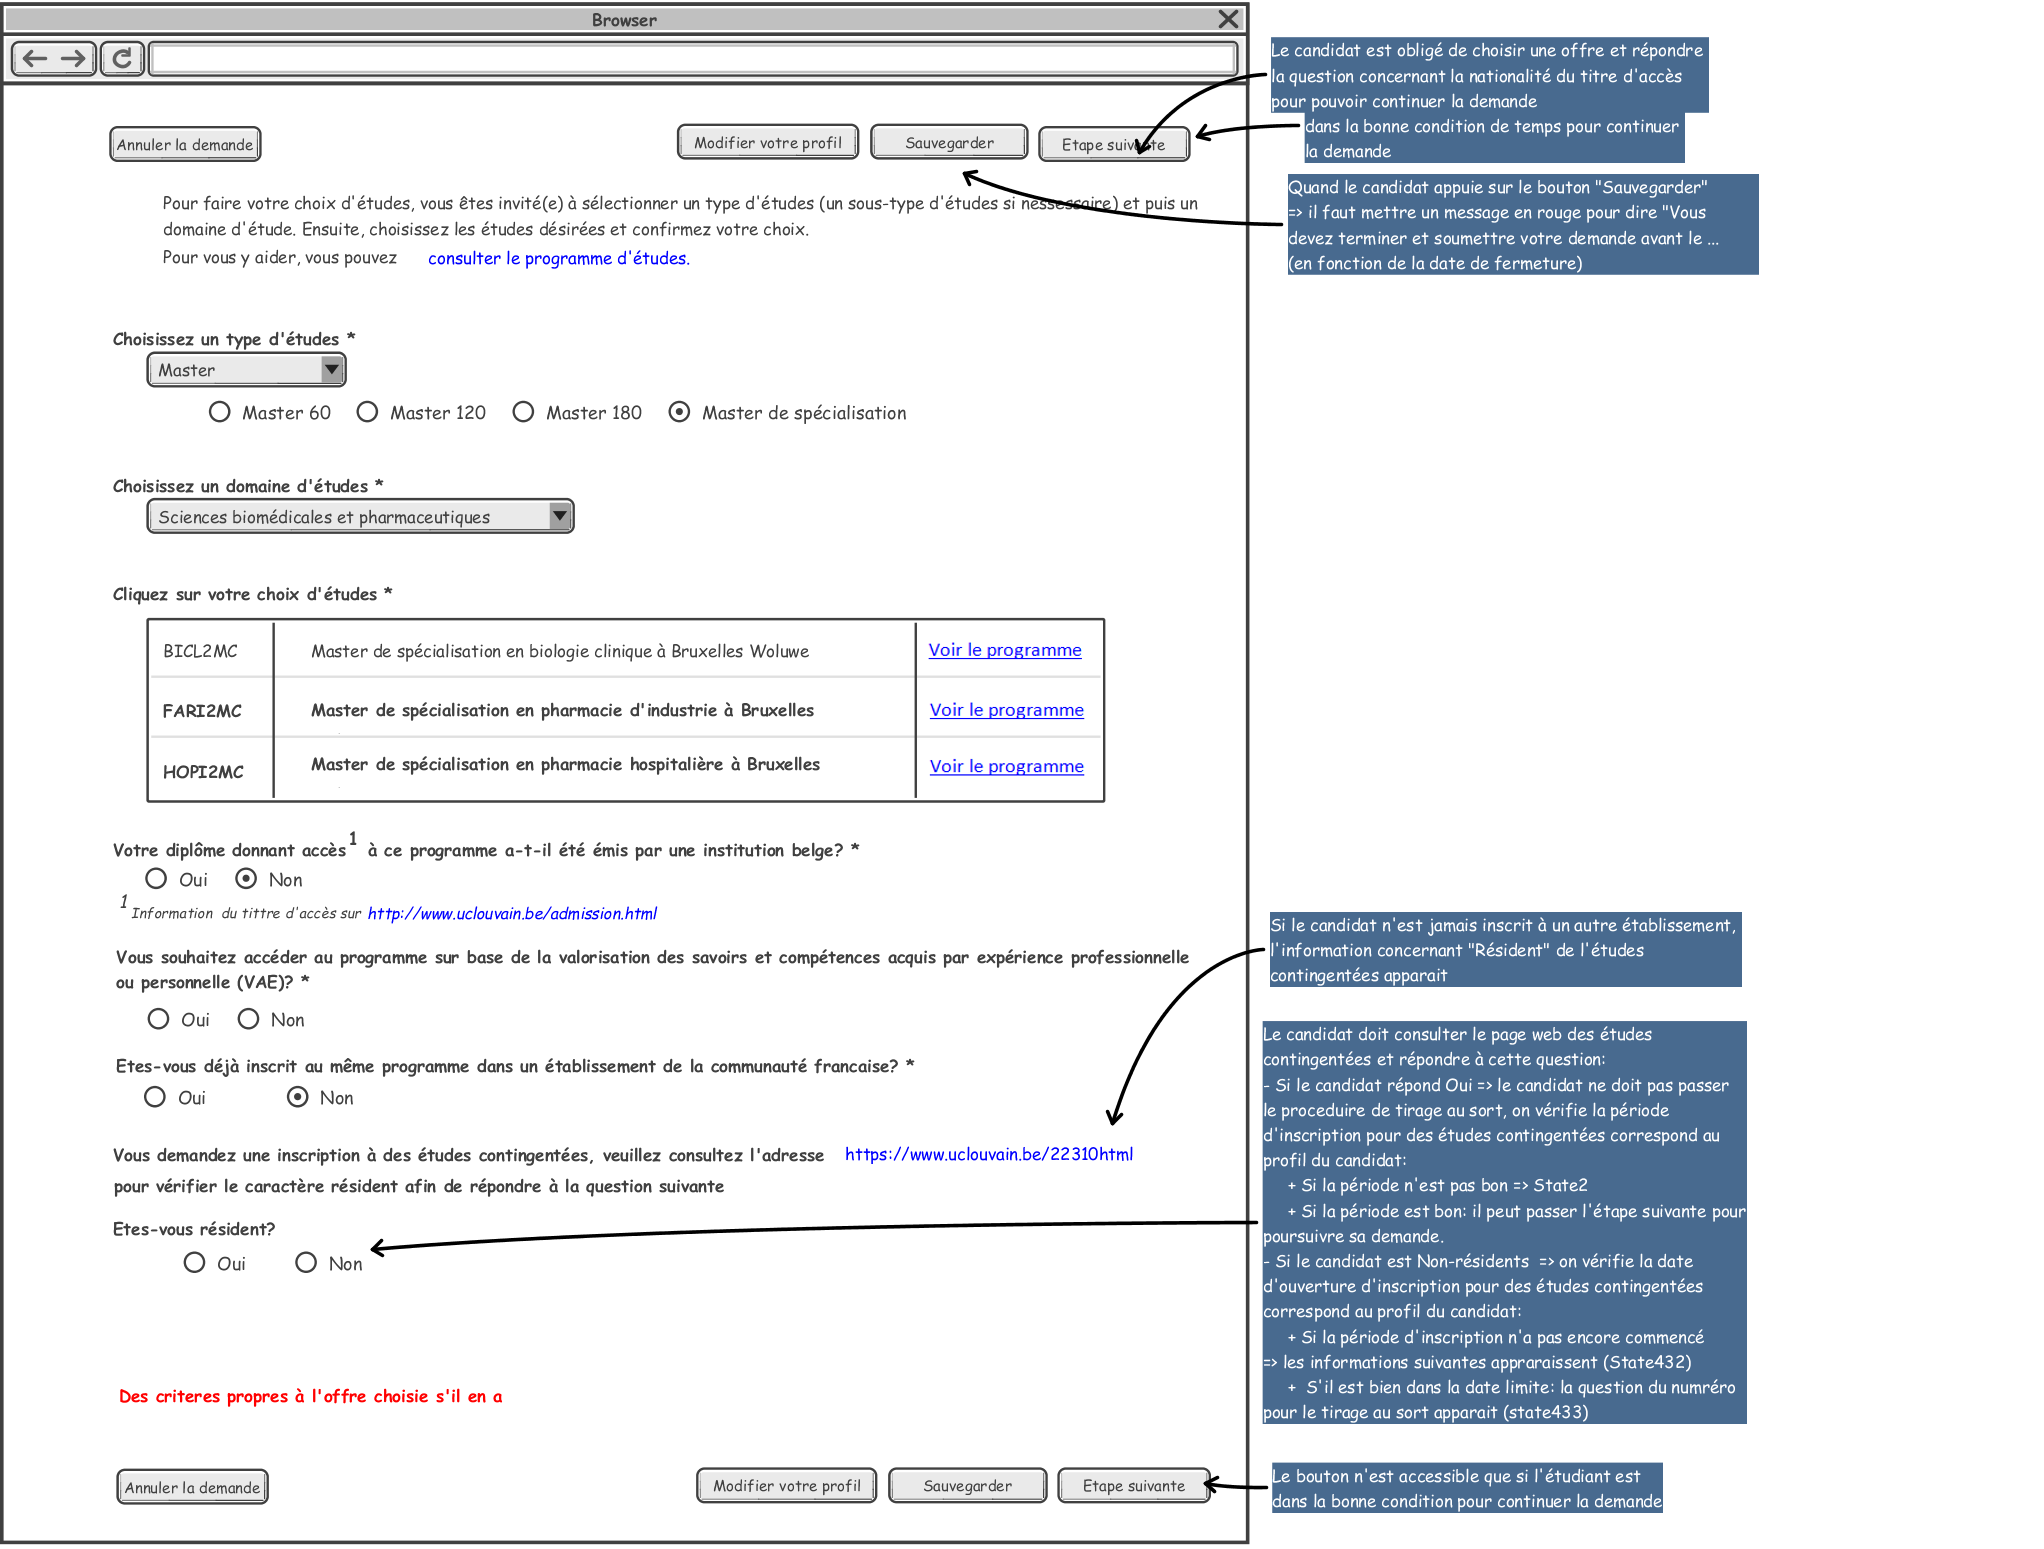 Browser
Annuler la demande
Modifier votre profil
Sauvegarder
Etape suivante
Pour faire votre choix d'études, vous êtes invité(e) à sélectionner un type d'études (un sous-type d'études si nessessaire) et puis un
domaine d'étude. Ensuite, choisissez les études désirées et confirmez votre choix.
Pour vous y aider, vous pouvez consulter le programme d'études.
Choisissez un type d'études *
Master
Master 60 Master 120 Master 180 Master de spécialisation
Choisissez un domaine d'études *
Sciences biomédicales et pharmaceutiques
Cliquez sur votre choix d'études *
BICL2MC Master de spécialisation en biologie clinique à Bruxelles Woluwe Voir le programme
FARI2MC Master de spécialisation en pharmacie d'industrie à Bruxelles Voir le programme
HOPI2MC Master de spécialisation en pharmacie hospitalière à Bruxelles Voir le programme
Votre diplôme donnant accès 1 à ce programme a-t-il été émis par une institution belge? *
Oui Non
1 Information du tittre d'accès sur http://www.uclouvain.be/admission.html
Vous souhaitez accéder au programme sur base de la valorisation des savoirs et compétences acquis par expérience professionnelle
ou personnelle (VAE)? *
Oui Non
Etes-vous déjà inscrit au même programme dans un établissement de la communauté francaise? *
Oui Non
Vous demandez une inscription à des études contingentées, veuillez consultez l'adresse https://www.uclouvain.be/22310html
pour vérifier le caractère résident afin de répondre à la question suivante
Etes-vous résident?
Oui Non
Des criteres propres à l'offre choisie s'il en a
Annuler la demande
Modifier votre profil
Sauvegarder
Etape suivante
Le candidat est obligé de choisir une offre et répondre
la question concernant la nationalité du titre d'accès
pour pouvoir continuer la demande
dans la bonne condition de temps pour continuer
la demande
Quand le candidat appuie sur le bouton "Sauvegarder"
=> il faut mettre un message en rouge pour dire "Vous
devez terminer et soumettre votre demande avant le ...
(en fonction de la date de fermeture)
Si le candidat n'est jamais inscrit à un autre établissement,
l'information concernant "Résident" de l'études
contingentées apparait
Le candidat doit consulter le page web des études
contingentées et répondre à cette question:
- Si le candidat répond Oui => le candidat ne doit pas passer
le proceduire de tirage au sort, on vérifie la période
d'inscription pour des études contingentées correspond au
profil du candidat:
+ Si la période n'est pas bon => State2
+ Si la période est bon: il peut passer l'étape suivante pour
poursuivre sa demande.
- Si le candidat est Non-résidents => on vérifie la date
d'ouverture d'inscription pour des études contingentées
correspond au profil du candidat:
+ Si la période d'inscription n'a pas encore commencé
=> les informations suivantes appraraissent (State432)
+ S'il est bien dans la date limite: la question du numréro
pour le tirage au sort apparait (state433)
Le bouton n'est accessible que si l'étudiant est
dans la bonne condition pour continuer la demande